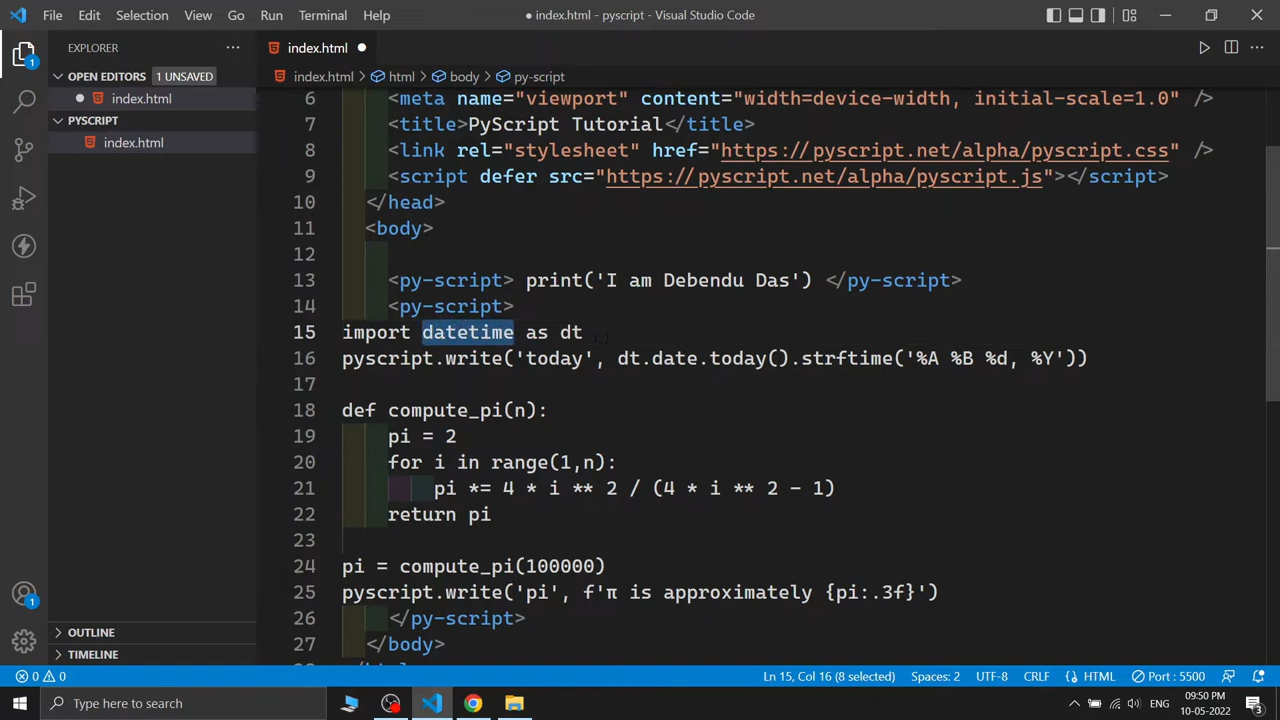 File Edit Selection View Go Run Terminal Help
● index.html - pyscript - Visual Studio Code
EXPLORER
OPEN EDITORS 1 UNSAVED
index.html
PYSCRIPT
index.html
OUTLINE
TIMELINE
1
1
index.html
index.html > html > body > py-script
6 <meta name="viewport" content="width=device-width, initial-scale=1.0" />
7 <title>PyScript Tutorial</title>
8 <link rel="stylesheet" href="https://pyscript.net/alpha/pyscript.css" />
9 <script defer src="https://pyscript.net/alpha/pyscript.js"></script>
10 </head>
11 <body>
12
13 <py-script> print('I am Debendu Das') </py-script>
14 <py-script>
15 import datetime as dt
16 pyscript.write('today', dt.date.today().strftime('%A %B %d, %Y'))
17
18 def compute_pi(n):
19 pi = 2
20 for i in range(1,n):
21 pi *= 4 * i ** 2 / (4 * i ** 2 - 1)
22 return pi
23
24 pi = compute_pi(100000)
25 pyscript.write('pi', f'π is approximately {pi:.3f}')
26 </py-script>
27 </body>
0 0 Ln 15, Col 16 (8 selected) Spaces: 2 UTF-8 CRLF HTML Port : 5500
Type here to search
ENG
09:50 PM
10-05-2022
3